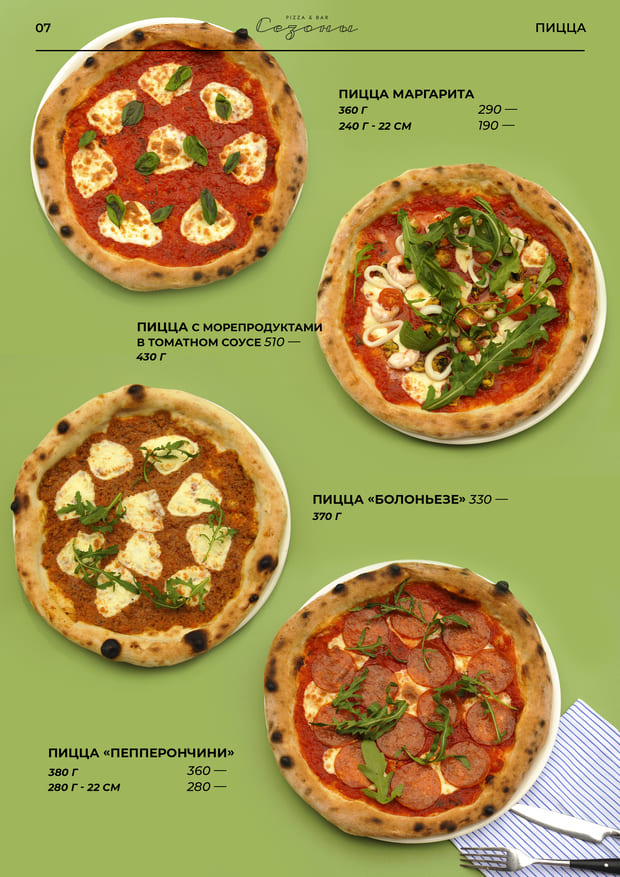 07
PIZZA & BAR
Сезоны
ПИЦЦА
ПИЦЦА МАРГАРИТА
360 Г 290 —
240 Г - 22 СМ 190 —
ПИЦЦА С МОРЕПРОДУКТАМИ
В ТОМАТНОМ СОУСЕ 510 —
430 Г
ПИЦЦА «БОЛОНЬЕЗЕ» 330 —
370 Г
ПИЦЦА «ПЕППЕРОНЧИНИ»
380 Г 360 —
280 Г - 22 СМ 280 —